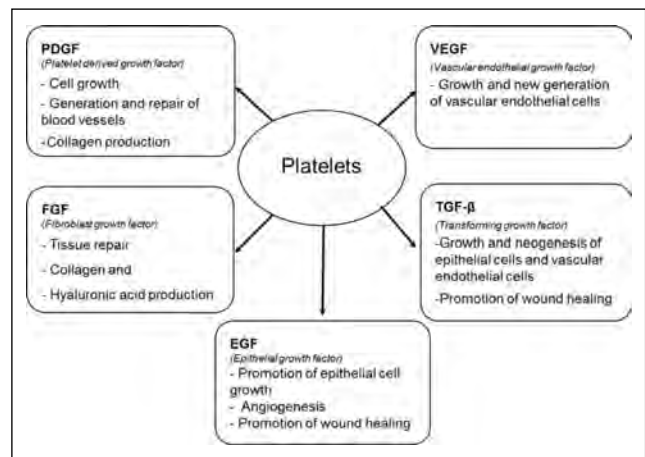 PDGF
(Platelet derived growth factor)
- Cell growth
- Generation and repair of
blood vessels
-Collagen production
VEGF
(Vascular endothelial growth factor)
- Growth and new generation
of vascular endothelial cells
Platelets
FGF
(Fibroblast growth factor)
- Tissue repair
- Collagen and
- Hyaluronic acid production
TGF-β
(Transforming growth factor)
-Growth and neogenesis of
epithelial cells and vascular
endothelial cells
-Promotion of wound healing
EGF
(Epithelial growth factor)
- Promotion of epithelial cell
growth
- Angiogenesis
- Promotion of wound healing